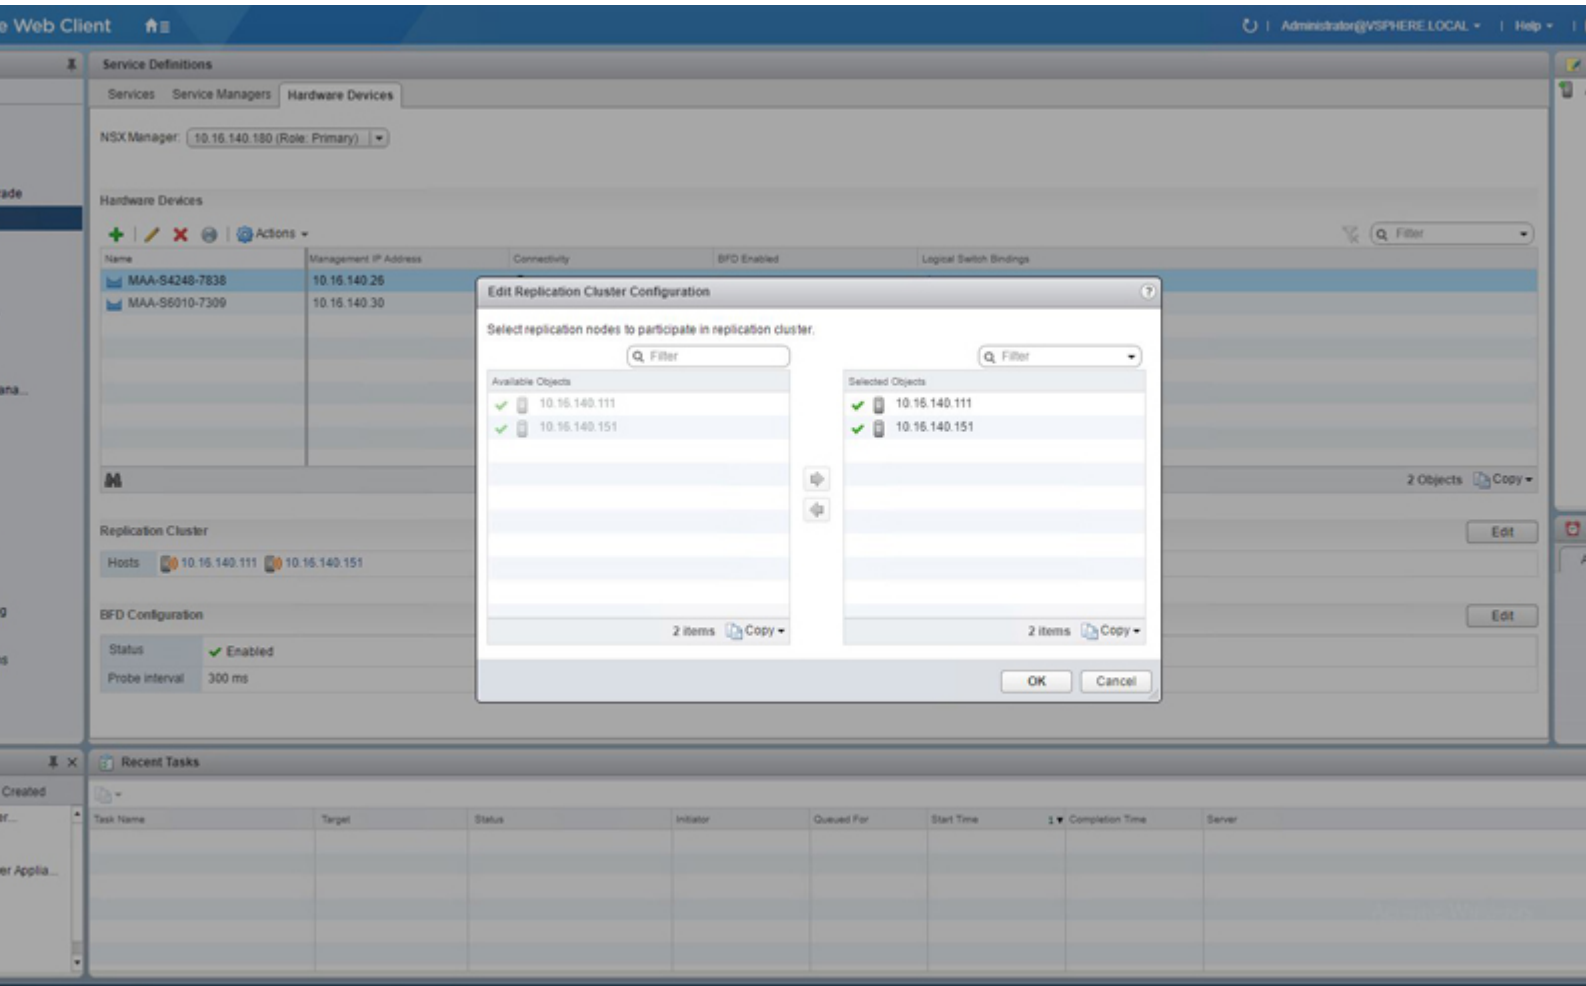 e Web Client
Administrator@VSPHERE.LOCAL
Help
Service Definitions
Services Service Managers Hardware Devices
NSX Manager: 10.16.140.180 (Role: Primary)
rade
Hardware Devices
Actions
Filter
Name Management IP Address Connectivity BFD Enabled Logical Switch Bindings
MAA-S4248-7838 10.16.140.26
MAA-S6010-7309 10.16.140.30
ana...
2 Objects Copy
Edit Replication Cluster Configuration
?
Select replication nodes to participate in replication cluster.
Filter Filter
Available Objects Selected Objects
10.16.140.111 10.16.140.111
10.16.140.151 10.16.140.151
2 items Copy 2 items Copy
OK Cancel
Replication Cluster Edit
Hosts 10.16.140.111 10.16.140.151
BFD Configuration Edit
Status Enabled
Probe interval 300 ms
g
s
Recent Tasks
Created
Task Name Target Status Initiator Queued For Start Time 1 Completion Time Server
er...
er Applia...